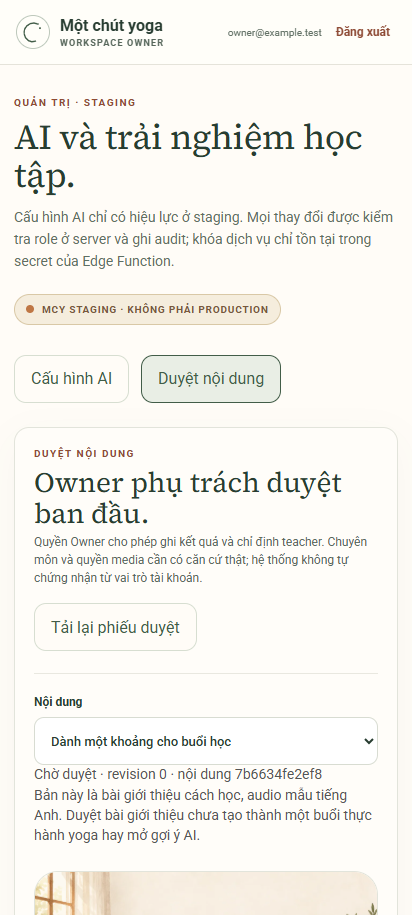 Một chút yoga
WORKSPACE OWNER
owner@example.test
Đăng xuất
QUẢN TRỊ · STAGING
AI và trải nghiệm học
tập.
Cấu hình AI chỉ có hiệu lực ở staging. Mọi thay đổi được kiểm
tra role ở server và ghi audit; khóa dịch vụ chỉ tồn tại trong
secret của Edge Function.
MCY STAGING · KHÔNG PHẢI PRODUCTION
Cấu hình AI
Duyệt nội dung
DUYỆT NỘI DUNG
Owner phụ trách duyệt
ban đầu.
Quyền Owner cho phép ghi kết quả và chỉ định teacher. Chuyên
môn và quyền media cần có căn cứ thật; hệ thống không tự
chứng nhận từ vai trò tài khoản.
Tải lại phiếu duyệt
Nội dung
Dành một khoảng cho buổi học
Chờ duyệt · revision 0 · nội dung 7b6634fe2ef8
Bản này là bài giới thiệu cách học, audio mẫu tiếng
Anh. Duyệt bài giới thiệu chưa tạo thành một buổi thực
hành yoga hay mở gợi ý AI.